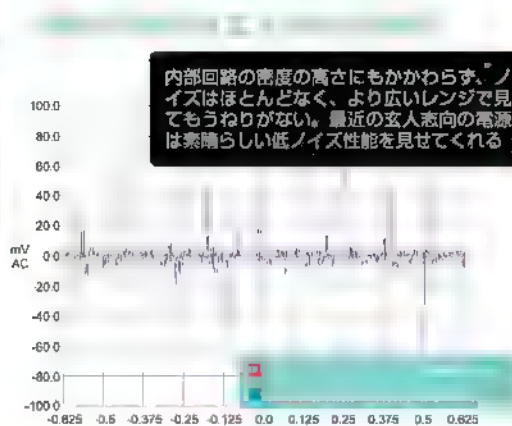 内部回路の密度の高さにもかかわらず、ノ
イズはほとんどなく、より広いレンジで見
てもうねりがない。最近の玄人志向の電源
は素晴らしい低ノイズ性能を見せてくれる
100.0
80.0
60.0
40.0
20.0
mV
AC
0.0
-20.0
-40.0
-60.0
-80.0
-100.0
-0.625 -0.5 -0.375 -0.25 -0.125 0.0 0.125 0.25 0.375 0.5 0.625